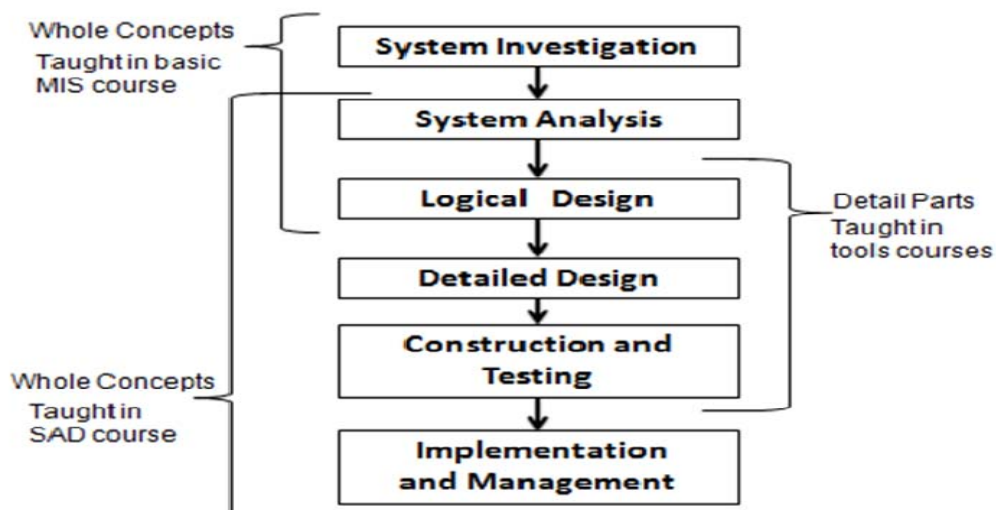 Whole Concepts
Taught in basic
MIS course
System Investigation
System Analysis
Logical Design
Detail Parts
Taught in
tools courses
Detailed Design
Construction and
Testing
Whole Concepts
Taught in
SAD course
Implementation
and Management